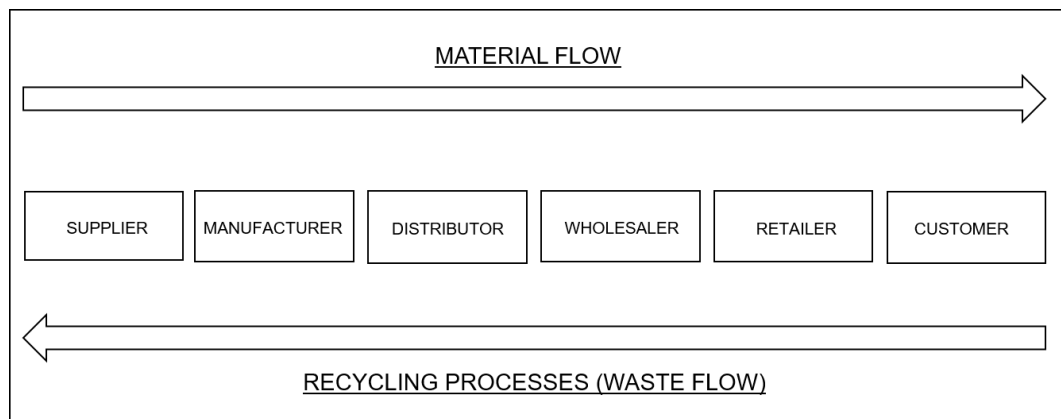 MATERIAL FLOW
SUPPLIER
MANUFACTURER
DISTRIBUTOR
WHOLESALER
RETAILER
CUSTOMER
RECYCLING PROCESSES (WASTE FLOW)